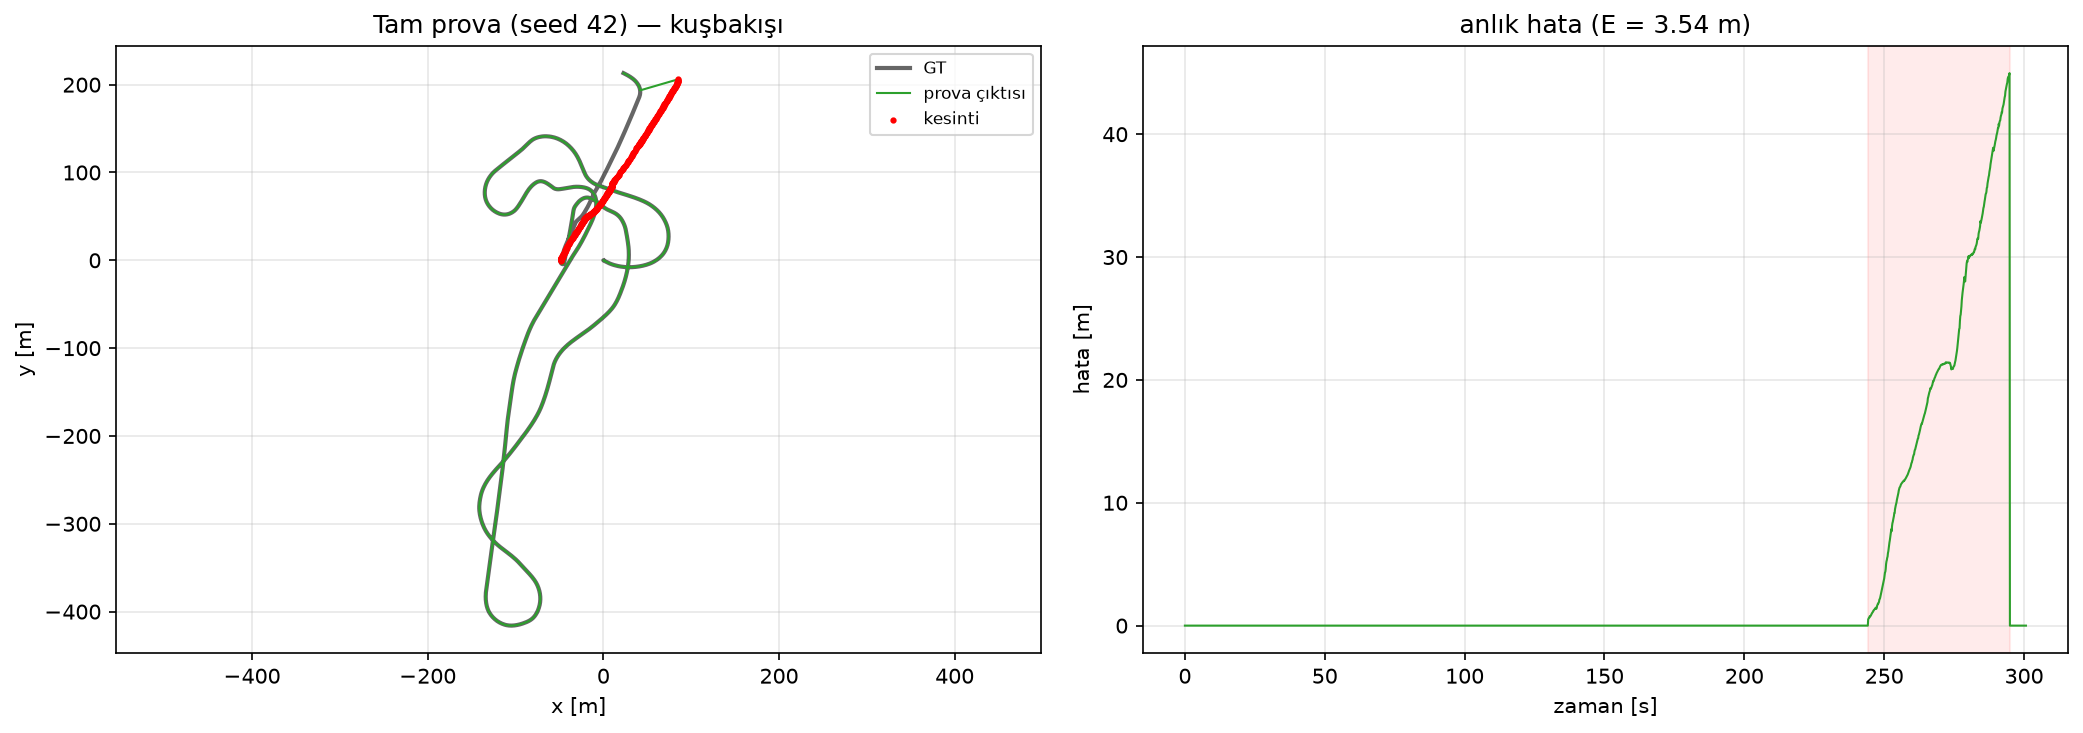 Tam prova (seed 42) — kuşbakışı
GT
prova çıktısı
kesinti
200
100
0
−100
−200
−300
−400
y [m]
−400
−200
0
200
400
x [m]
anlık hata (E = 3.54 m)
40
30
20
10
0
hata [m]
0
50
100
150
200
250
300
zaman [s]